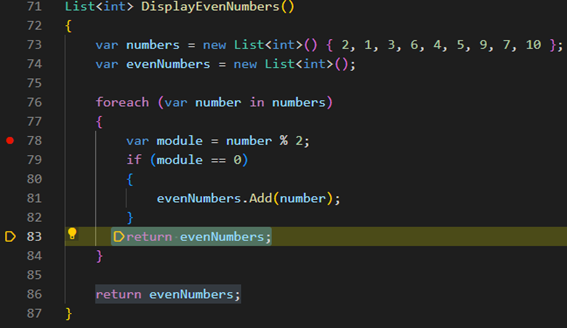 71 List<int> DisplayEvenNumbers()
72 {
73 var numbers = new List<int>() { 2, 1, 3, 6, 4, 5, 9, 7, 10 };
74 var evenNumbers = new List<int>();
75
76 foreach (var number in numbers)
77 {
78 var module = number % 2;
79 if (module == 0)
80 {
81 evenNumbers.Add(number);
82 }
83 return evenNumbers;
84 }
85
86 return evenNumbers;
87 }